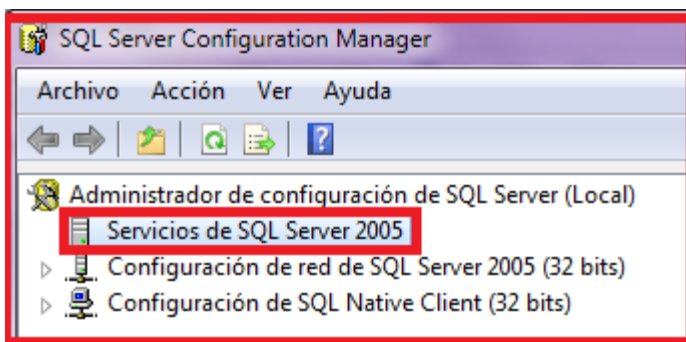 SQL Server Configuration Manager
Archivo Acción Ver Ayuda
Administrador de configuración de SQL Server (Local)
Servicios de SQL Server 2005
Configuración de red de SQL Server 2005 (32 bits)
Configuración de SQL Native Client (32 bits)